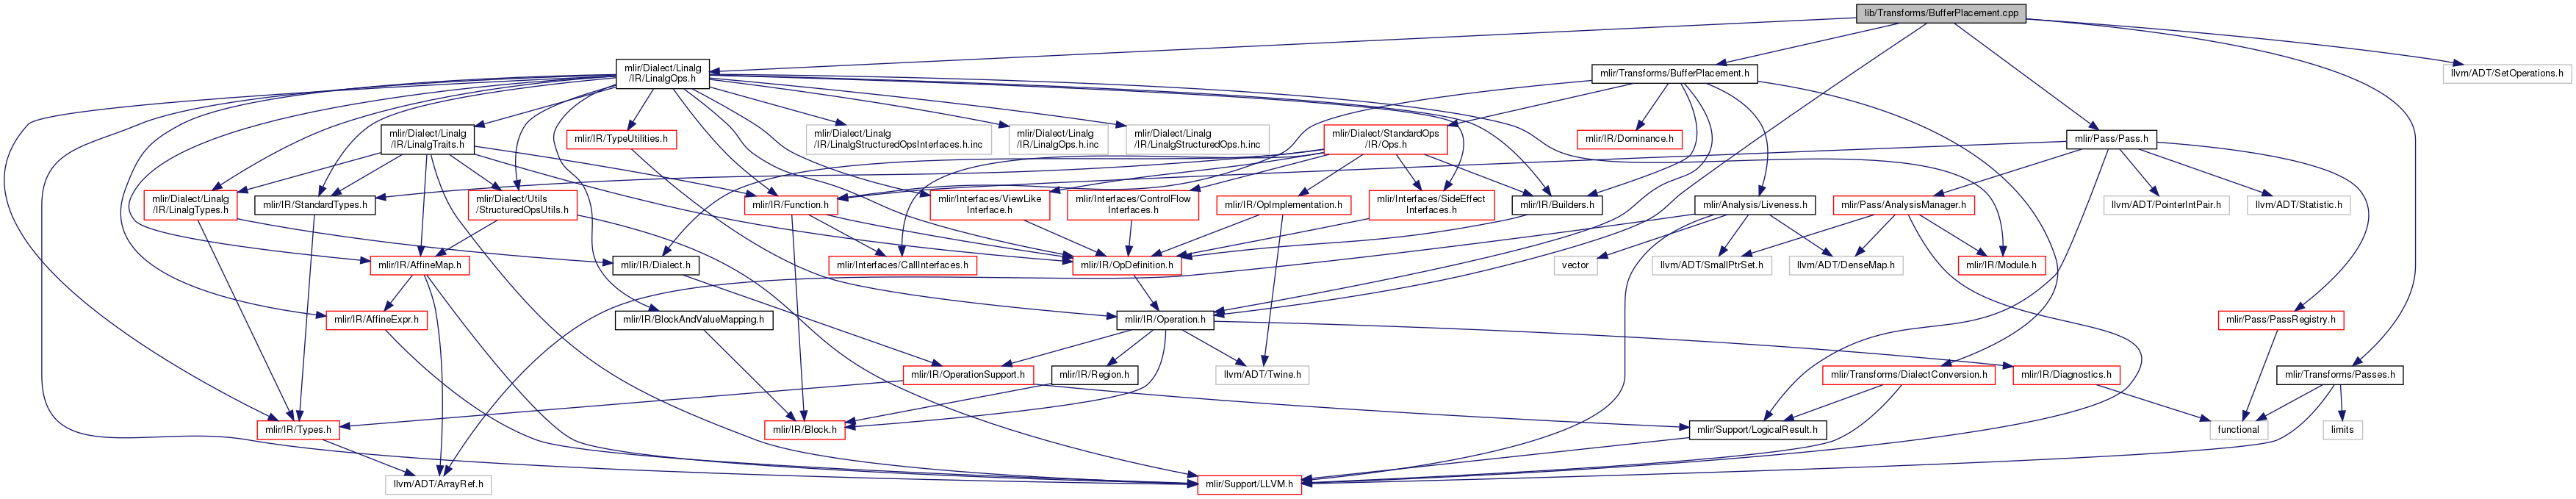 lib/Transforms/BufferPlacement.cpp
mlir/Dialect/Linalg
/IR/LinalgOps.h
mlir/Transforms/BufferPlacement.h
llvm/ADT/SetOperations.h
mlir/Dialect/Linalg
/IR/LinalgTraits.h
mlir/IR/TypeUtilities.h
mlir/Dialect/Linalg
/IR/LinalgStructuredOpsInterfaces.h.inc
mlir/Dialect/Linalg
/IR/LinalgOps.h.inc
mlir/Dialect/Linalg
/IR/LinalgStructuredOps.h.inc
mlir/Dialect/StandardOps
/IR/Ops.h
mlir/IR/Dominance.h
mlir/Pass/Pass.h
mlir/Dialect/Linalg
/IR/LinalgTypes.h
mlir/IR/StandardTypes.h
mlir/Dialect/Utils
/StructuredOpsUtils.h
mlir/IR/Function.h
mlir/Interfaces/ViewLike
Interface.h
mlir/Interfaces/ControlFlow
Interfaces.h
mlir/IR/OpImplementation.h
mlir/Interfaces/SideEffect
Interfaces.h
mlir/IR/Builders.h
mlir/Analysis/Liveness.h
mlir/Pass/AnalysisManager.h
llvm/ADT/PointerIntPair.h
llvm/ADT/Statistic.h
mlir/IR/AffineMap.h
mlir/IR/Dialect.h
mlir/Interfaces/CallInterfaces.h
mlir/IR/OpDefinition.h
vector
llvm/ADT/SmallPtrSet.h
llvm/ADT/DenseMap.h
mlir/IR/Module.h
mlir/IR/AffineExpr.h
mlir/IR/BlockAndValueMapping.h
mlir/IR/Operation.h
mlir/Pass/PassRegistry.h
mlir/IR/OperationSupport.h
mlir/IR/Region.h
llvm/ADT/Twine.h
mlir/Transforms/DialectConversion.h
mlir/IR/Diagnostics.h
mlir/Transforms/Passes.h
mlir/IR/Types.h
mlir/IR/Block.h
mlir/Support/LogicalResult.h
functional
limits
llvm/ADT/ArrayRef.h
mlir/Support/LLVM.h